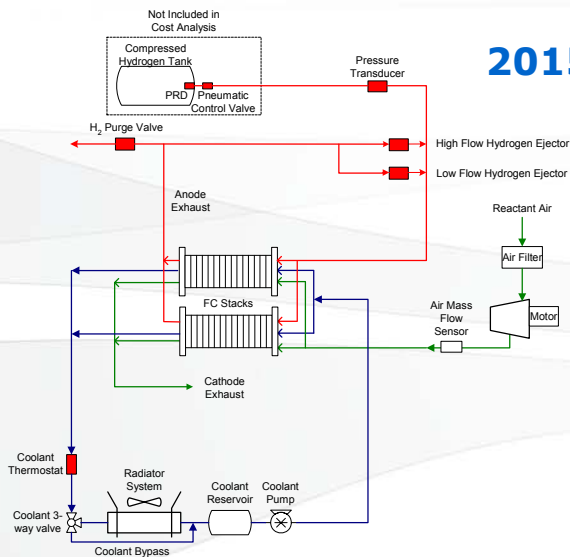 Not Included in
Cost Analysis
Compressed
Hydrogen Tank
PRD
Pneumatic
Control Valve
Pressure
Transducer
2015
H2 Purge Valve
High Flow Hydrogen Ejector
Low Flow Hydrogen Ejector
Anode
Exhaust
Reactant Air
Air Filter
FC Stacks
Air Mass
Flow
Sensor
Motor
Cathode
Exhaust
Coolant
Thermostat
Radiator
System
Coolant
Reservoir
Coolant
Pump
Coolant 3-
way valve
Coolant Bypass